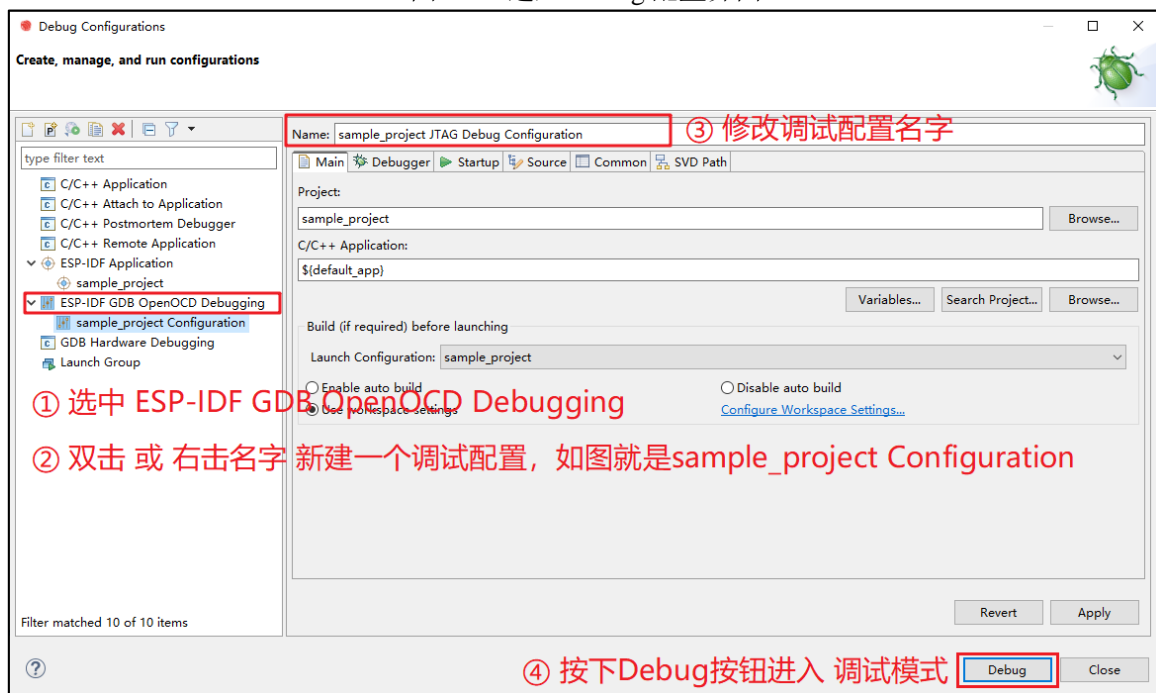 Debug Configurations
Create, manage, and run configurations
Name: sample_project JTAG Debug Configuration
③ 修改调试配置名字
type filter text
Main Debugger Startup Source Common SVD Path
C/C++ Application
C/C++ Attach to Application
C/C++ Postmortem Debugger
C/C++ Remote Application
ESP-IDF Application
sample_project
ESP-IDF GDB OpenOCD Debugging
sample_project Configuration
GDB Hardware Debugging
Launch Group
Project:
sample_project
Browse...
C/C++ Application:
${default_app}
Variables... Search Project... Browse...
Build (if required) before launching
Launch Configuration: sample_project
Enable auto build
Disable auto build
Use workspace settings
Configure Workspace Settings...
① 选中 ESP-IDF GDB OpenOCD Debugging
② 双击 或 右击名字 新建一个调试配置，如图就是sample_project Configuration
Filter matched 10 of 10 items
Revert Apply
④ 按下Debug按钮进入 调试模式
Debug Close